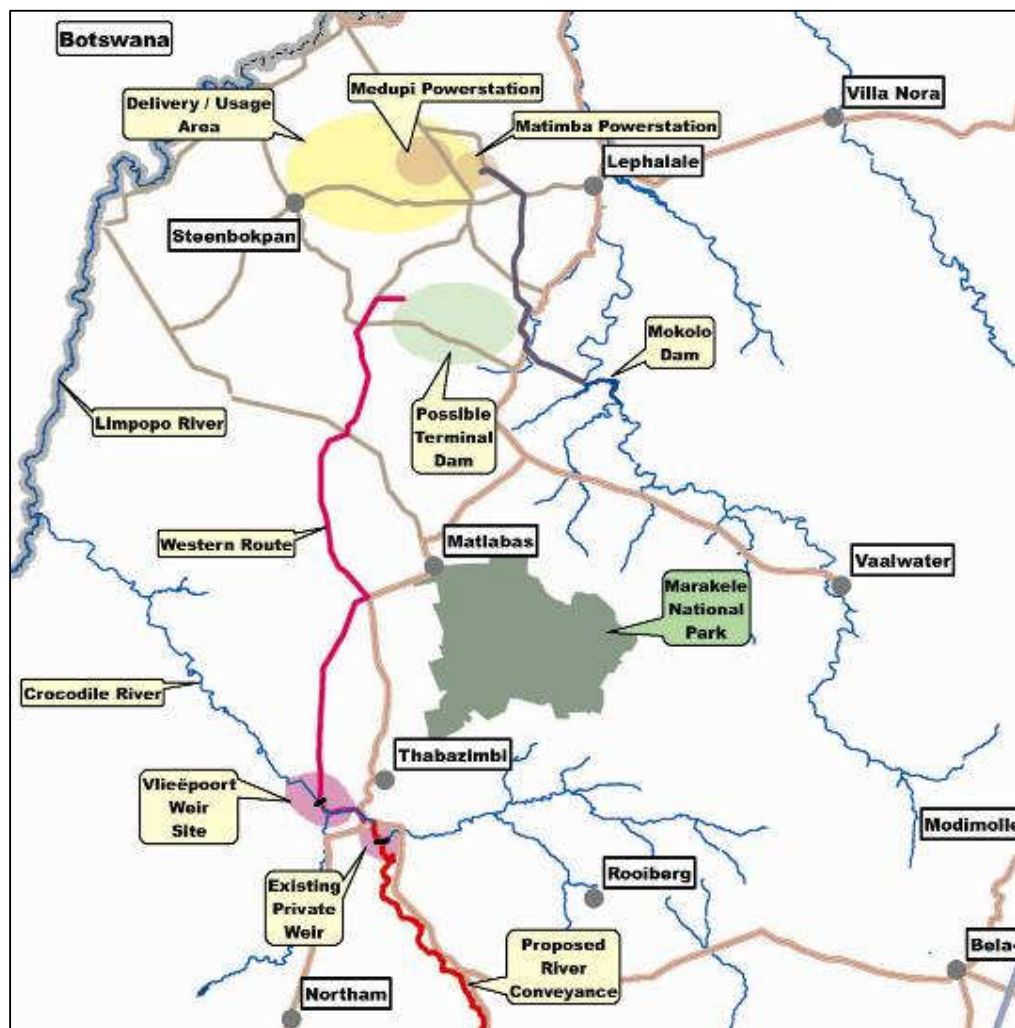 Botswana
Medupi Powerstation
Villa Nora
Delivery / Usage
Area
Matimba Powerstation
Lephalale
Steenbokpan
Mokolo
Dam
Limpopo River
Possible
Terminal
Dam
Western Route
Matlabas
Vaalwater
Marakele
National
Park
Crocodile River
Thabazimbi
Vlieëpoort
Weir
Site
Modimolle
Rooiberg
Existing
Private
Weir
Proposed
River
Conveyance
Bela-
Northam